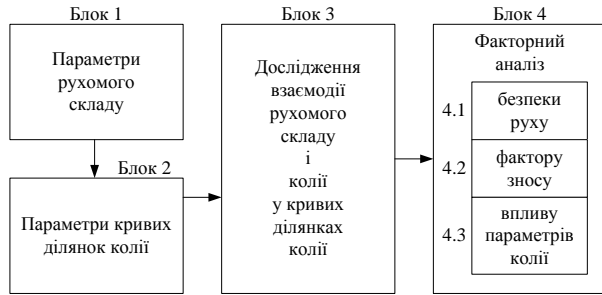 Блок 1
Параметри
рухомого
складу
Блок 2
Параметри кривих
ділянок колії
Блок 3
Дослідження
взаємодії
рухомого
складу
і
колії
у кривих
ділянках
колії
Блок 4
Факторний
аналіз
4.1 безпеки
руху
4.2 фактору
зносу
4.3 впливу
параметрів
колії